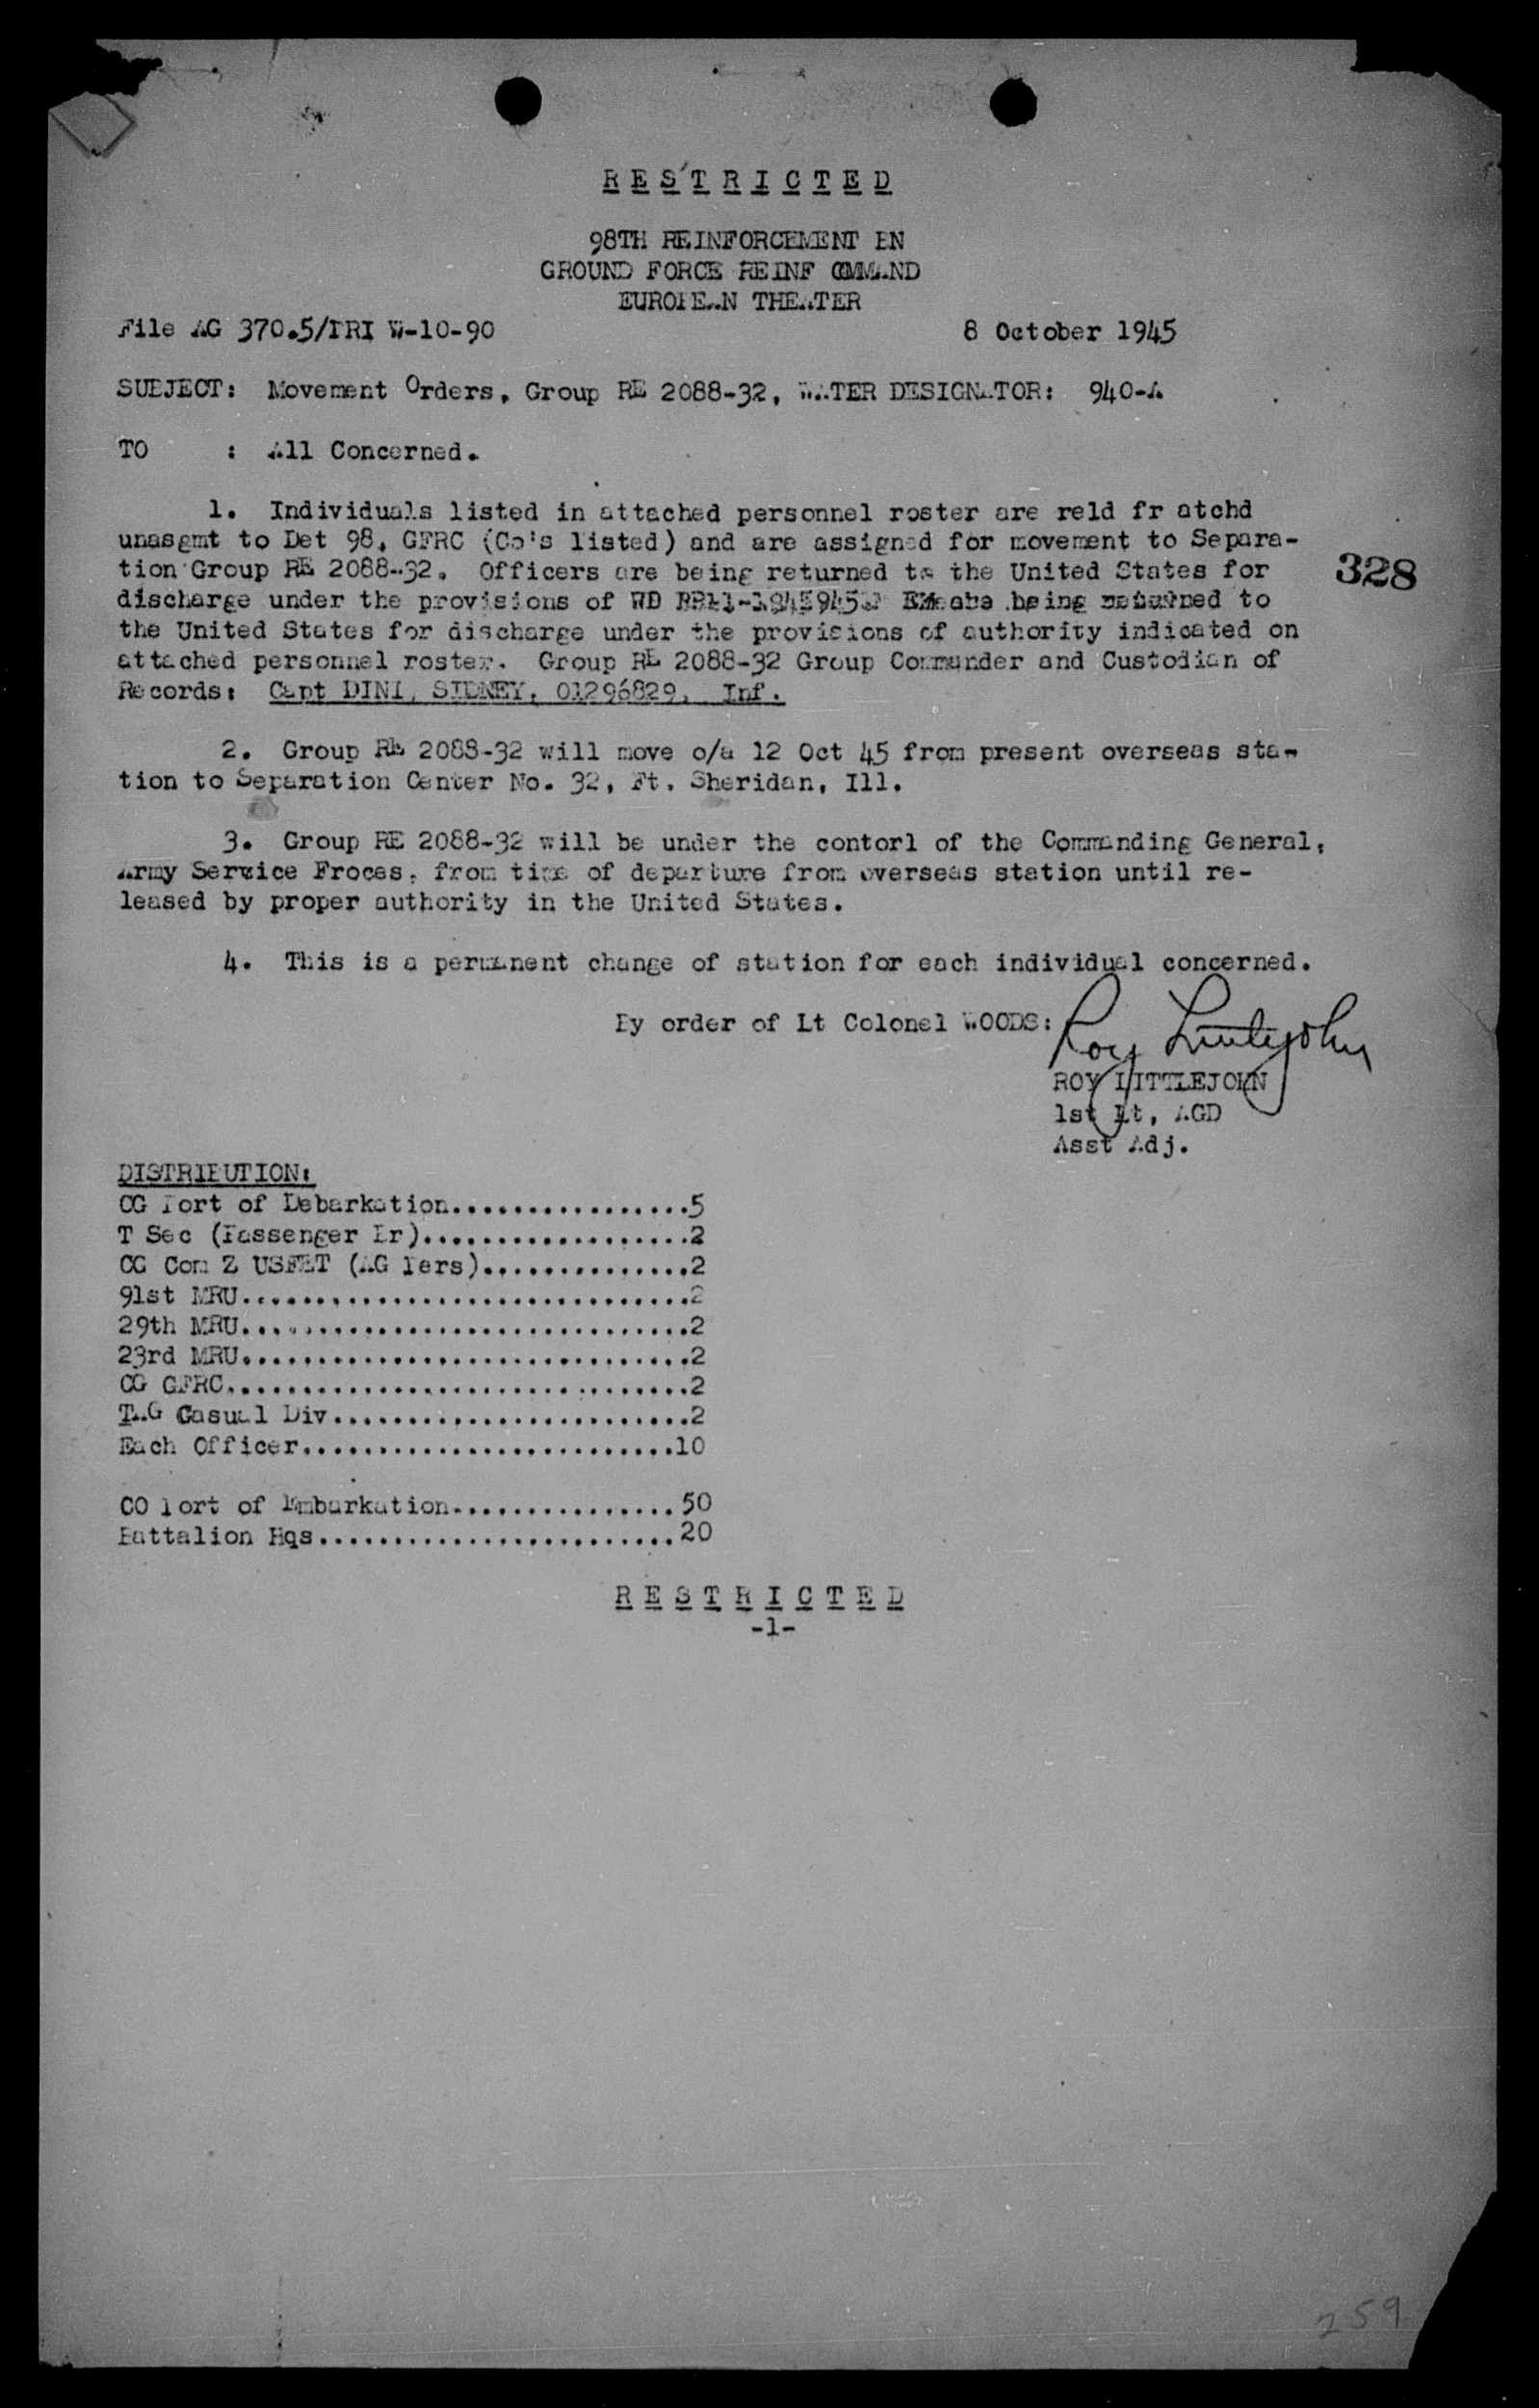 R E S T R I C T E D
98TH REINFORCEMENT BN
GROUND FORCE REINF COMMAND
EUROPEAN THEATER
File AG 370.5/TRI W-10-90
8 October 1945
SUBJECT: Movement Orders, Group RE 2088-32, WATER DESIGNATOR: 940-A
TO : All Concerned.
1. Individuals listed in attached personnel roster are reld fr atchd
unasgmt to Det 98, GFRC (Co's listed) and are assigned for movement to Separa-
tion Group RE 2088-32. Officers are being returned to the United States for
328
discharge under the provisions of WD being returned to
the United States for discharge under the provisions of authority indicated on
attached personnel roster. Group RE 2088-32 Group Commander and Custodian of
Records: Capt DINI, SIDNEY, 01296829, Inf.
2. Group RE 2088-32 will move o/a 12 Oct 45 from present overseas sta-
tion to Separation Center No. 32, Ft. Sheridan, Ill.
3. Group RE 2088-32 will be under the contorl of the Commanding General,
Army Service Froces, from time of departure from overseas station until re-
leased by proper authority in the United States.
4. This is a permanent change of station for each individual concerned.
By order of Lt Colonel WOODS:
Roy Littlejohn
ROY LITTLEJOHN
1st Lt, AGD
Asst Adj.
DISTRIBUTION:
CG Port of Debarkation................5
T Sec (Passenger Br)..................2
CG Com Z USFET (AG Pers)..............2
91st MRU..............................2
29th MRU..............................2
23rd MRU..............................2
CG GFRC...............................2
TAG Casual Div........................2
Each Officer.........................10
CO Port of Embarkation...............50
Battalion Hqs........................20
R E S T R I C T E D
-1-
259